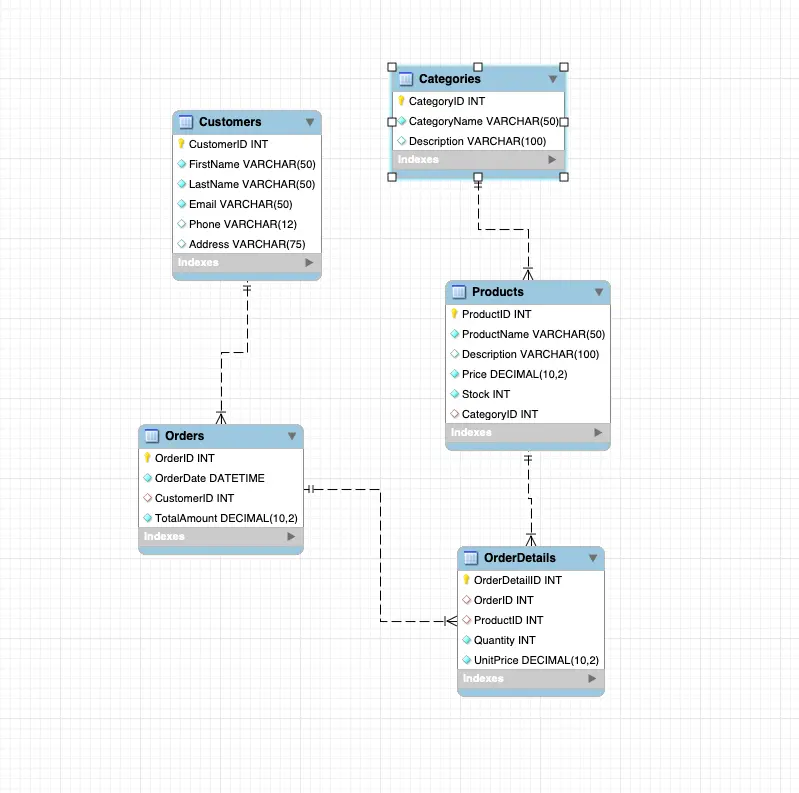 Categories
CategoryID INT
CategoryName VARCHAR(50)
Description VARCHAR(100)
Indexes
Customers
CustomerID INT
FirstName VARCHAR(50)
LastName VARCHAR(50)
Email VARCHAR(50)
Phone VARCHAR(12)
Address VARCHAR(75)
Indexes
Products
ProductID INT
ProductName VARCHAR(50)
Description VARCHAR(100)
Price DECIMAL(10,2)
Stock INT
CategoryID INT
Indexes
Orders
OrderID INT
OrderDate DATETIME
CustomerID INT
TotalAmount DECIMAL(10,2)
Indexes
OrderDetails
OrderDetailID INT
OrderID INT
ProductID INT
Quantity INT
UnitPrice DECIMAL(10,2)
Indexes